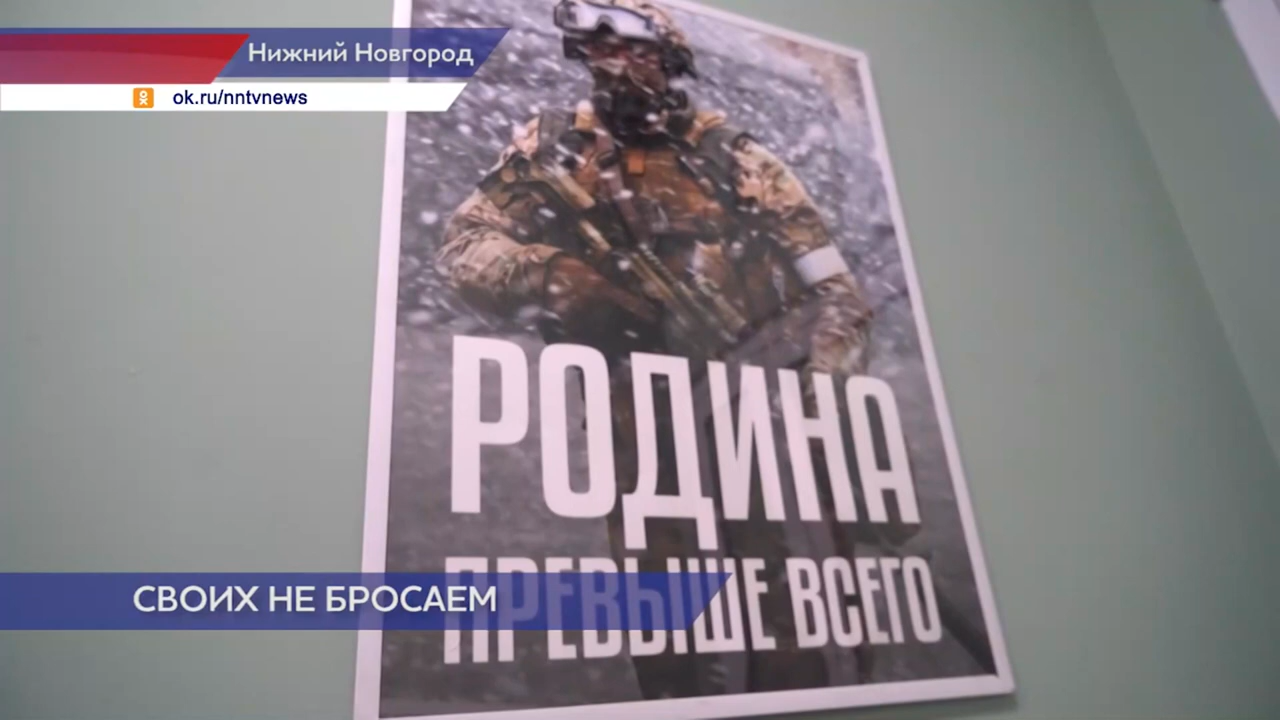 Нижний Новгород
ok.ru/nntvnews
РОДИНА
ПРЕВЫШЕ ВСЕГО
СВОИХ НЕ БРОСАЕМ